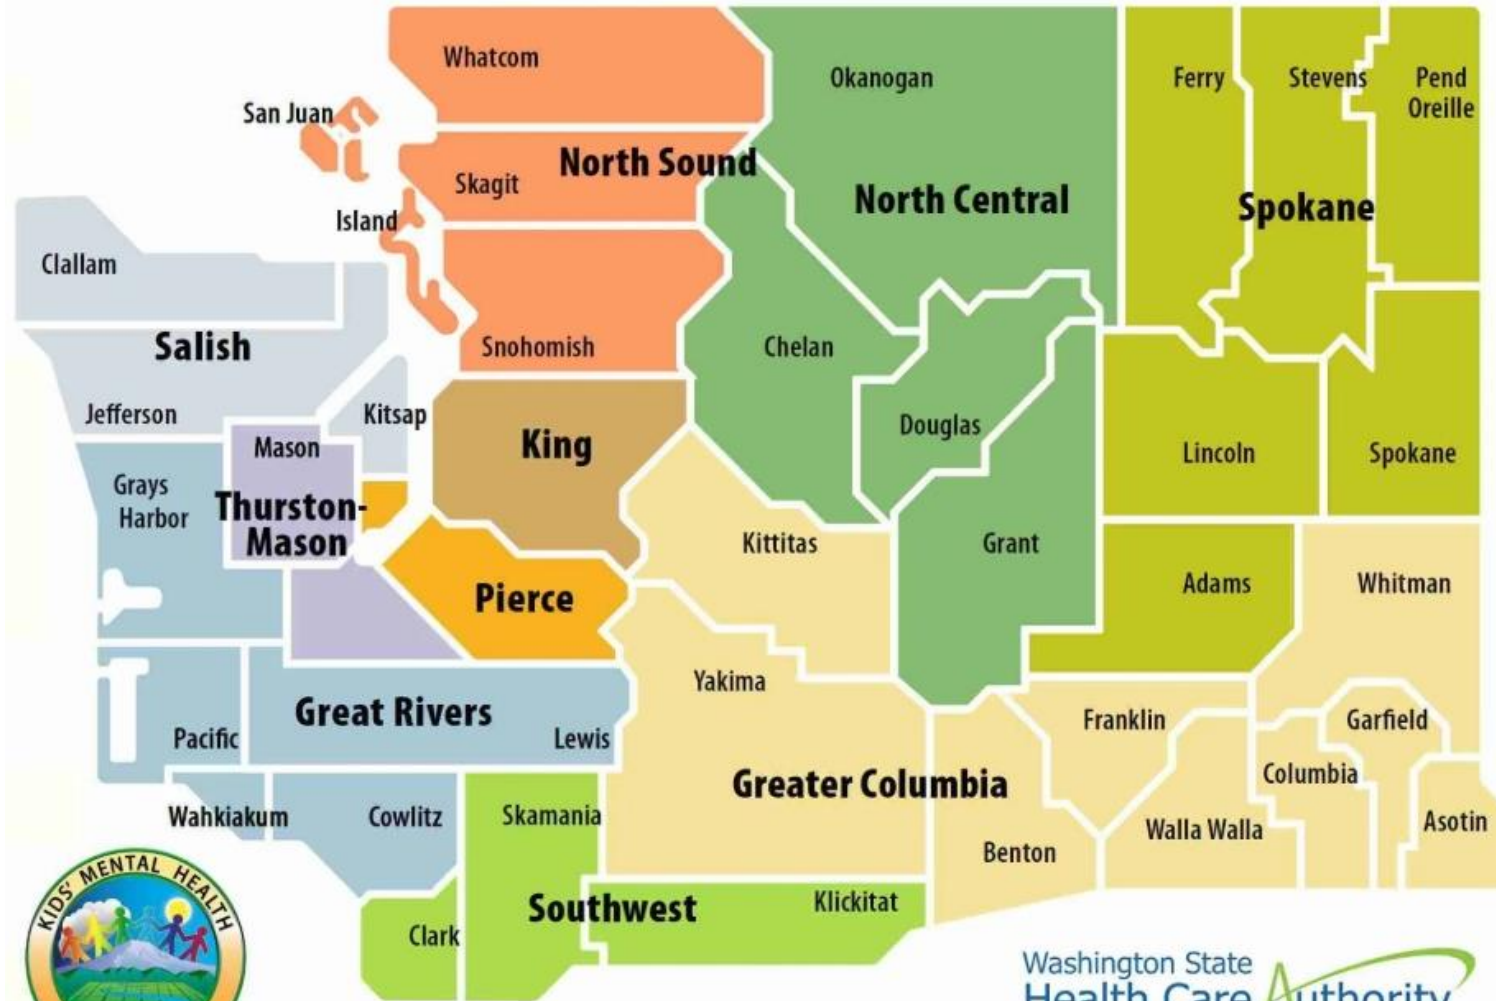 Whatcom
Okanogan
Ferry
Stevens
Pend
Oreille
San Juan
North Sound
Skagit
North Central
Spokane
Island
Clallam
Salish
Snohomish
Chelan
Jefferson
Kitsap
Douglas
Mason
King
Lincoln
Spokane
Grays
Harbor
Thurston-
Mason
Kittitas
Grant
Pierce
Adams
Whitman
Yakima
Great Rivers
Franklin
Garfield
Pacific
Lewis
Greater Columbia
Columbia
Wahkiakum
Cowlitz
Skamania
Walla Walla
Asotin
Benton
Southwest
Klickitat
Clark
KIDS' MENTAL HEALTH
Washington State
Health Care Authority